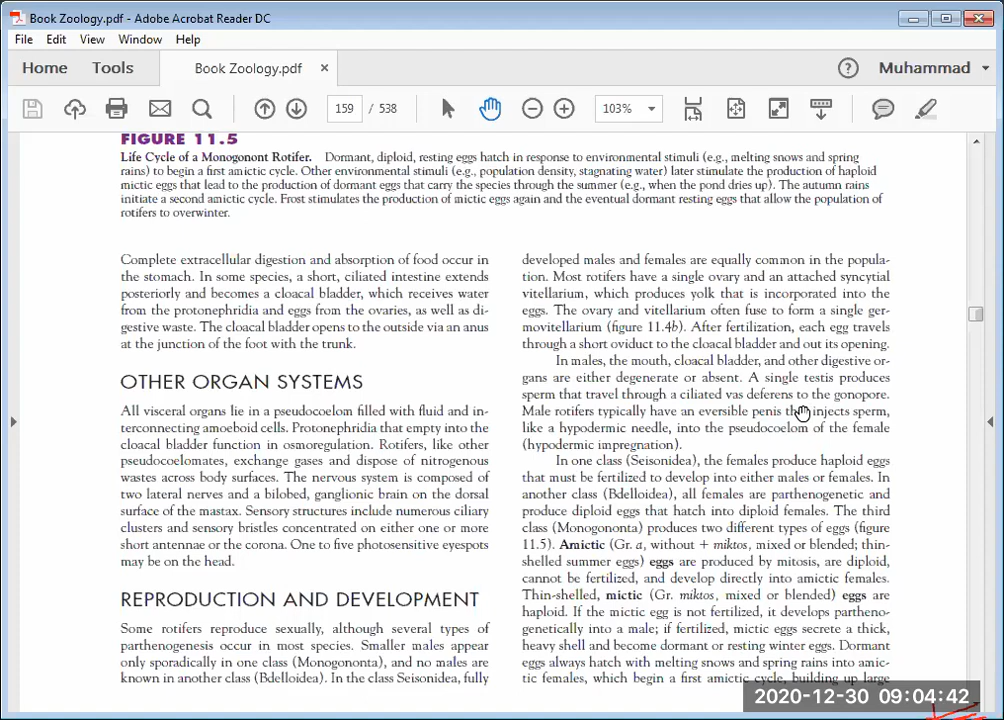 Book Zoology.pdf - Adobe Acrobat Reader DC
File Edit View Window Help
Home Tools Book Zoology.pdf × Muhammad
159 / 538 103%
FIGURE 11.5
Life Cycle of a Monogonont Rotifer. Dormant, diploid, resting eggs hatch in response to environmental stimuli (e.g., melting snows and spring
rains) to begin a first amictic cycle. Other environmental stimuli (e.g., population density, stagnating water) later stimulate the production of haploid
mictic eggs that lead to the production of dormant eggs that carry the species through the summer (e.g., when the pond dries up). The autumn rains
initiate a second amictic cycle. Frost stimulates the production of mictic eggs again and the eventual dormant resting eggs that allow the population of
rotifers to overwinter.
Complete extracellular digestion and absorption of food occur in
the stomach. In some species, a short, ciliated intestine extends
posteriorly and becomes a cloacal bladder, which receives water
from the protonephridia and eggs from the ovaries, as well as di-
gestive waste. The cloacal bladder opens to the outside via an anus
at the junction of the foot with the trunk.
OTHER ORGAN SYSTEMS
All visceral organs lie in a pseudocoelom filled with fluid and in-
terconnecting amoeboid cells. Protonephridia that empty into the
cloacal bladder function in osmoregulation. Rotifers, like other
pseudocoelomates, exchange gases and dispose of nitrogenous
wastes across body surfaces. The nervous system is composed of
two lateral nerves and a bilobed, ganglionic brain on the dorsal
surface of the mastax. Sensory structures include numerous ciliary
clusters and sensory bristles concentrated on either one or more
short antennae or the corona. One to five photosensitive eyespots
may be on the head.
REPRODUCTION AND DEVELOPMENT
Some rotifers reproduce sexually, although several types of
parthenogenesis occur in most species. Smaller males appear
only sporadically in one class (Monogononta), and no males are
known in another class (Bdelloidea). In the class Seisonidea, fully
developed males and females are equally common in the popula-
tion. Most rotifers have a single ovary and an attached syncytial
vitellarium, which produces yolk that is incorporated into the
eggs. The ovary and vitellarium often fuse to form a single ger-
movitellarium (figure 11.4b). After fertilization, each egg travels
through a short oviduct to the cloacal bladder and out its opening.
In males, the mouth, cloacal bladder, and other digestive or-
gans are either degenerate or absent. A single testis produces
sperm that travel through a ciliated vas deferens to the gonopore.
Male rotifers typically have an eversible penis injects sperm,
like a hypodermic needle, into the pseudocoelom of the female
(hypodermic impregnation).
In one class (Seisonidea), the females produce haploid eggs
that must be fertilized to develop into either males or females. In
another class (Bdelloidea), all females are parthenogenetic and
produce diploid eggs that hatch into diploid females. The third
class (Monogononta) produces two different types of eggs (figure
11.5). Amictic (Gr. a, without + miktos, mixed or blended; thin-
shelled summer eggs) eggs are produced by mitosis, are diploid,
cannot be fertilized, and develop directly into amictic females.
Thin-shelled, mictic (Gr. miktos, mixed or blended) eggs are
haploid. If the mictic egg is not fertilized, it develops partheno-
genetically into a male; if fertilized, mictic eggs secrete a thick,
heavy shell and become dormant or resting winter eggs. Dormant
eggs always hatch with melting snows and spring rains into amic-
tic females, which begin a first amictic cycle, building up large
2020-12-30 09:04:42